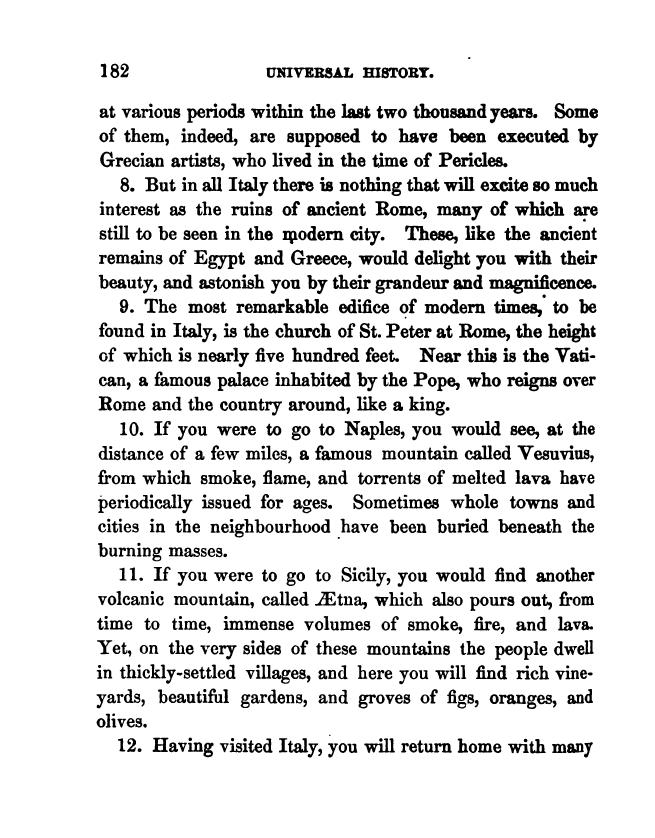 182 UNIVERSAL HISTORY.
at various periods within the last two thousand years. Some
of them, indeed, are supposed to have been executed by
Grecian artists, who lived in the time of Pericles.
8. But in all Italy there is nothing that will excite so much
interest as the ruins of ancient Rome, many of which are
still to be seen in the modern city. These, like the ancient
remains of Egypt and Greece, would delight you with their
beauty, and astonish you by their grandeur and magnificence.
9. The most remarkable edifice of modern times, to be
found in Italy, is the church of St. Peter at Rome, the height
of which is nearly five hundred feet. Near this is the Vati-
can, a famous palace inhabited by the Pope, who reigns over
Rome and the country around, like a king.
10. If you were to go to Naples, you would see, at the
distance of a few miles, a famous mountain called Vesuvius,
from which smoke, flame, and torrents of melted lava have
periodically issued for ages. Sometimes whole towns and
cities in the neighbourhood have been buried beneath the
burning masses.
11. If you were to go to Sicily, you would find another
volcanic mountain, called Ætna, which also pours out, from
time to time, immense volumes of smoke, fire, and lava.
Yet, on the very sides of these mountains the people dwell
in thickly-settled villages, and here you will find rich vine-
yards, beautiful gardens, and groves of figs, oranges, and
olives.
12. Having visited Italy, you will return home with many